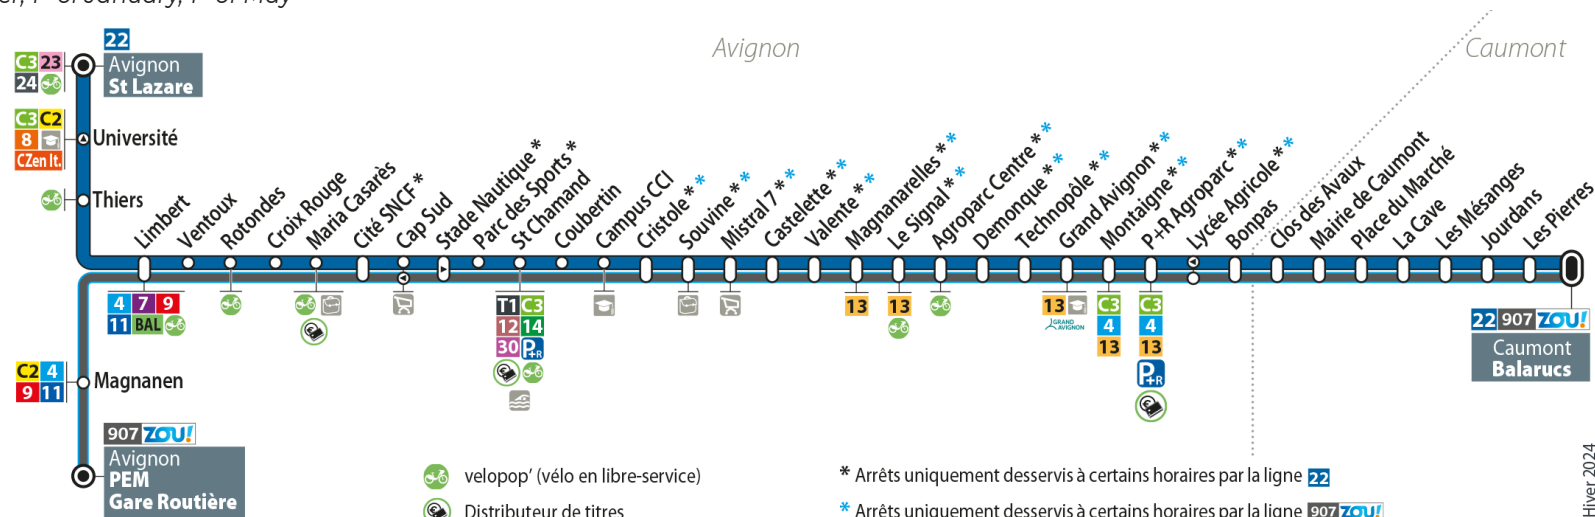 22
Avignon
St Lazare
C3 23
24
Avignon
Caumont
C3 C2
8
CZen It.
Université
Thiers
Limbert
Ventoux
Rotondes
Croix Rouge
Maria Casarès
Cité SNCF *
Cap Sud
Stade Nautique *
Parc des Sports *
St Chamand
Coubertin
Campus CCI
Cristole * *
Souvine * *
Mistral 7 * *
Castelette * *
Valente * *
Magnanarelles * *
Le Signal * *
Agroparc Centre * *
Demonque * *
Technopôle * *
Grand Avignon * *
Montaigne * *
P+R Agroparc * *
Lycée Agricole * *
Bonpas
Clos des Avaux
Mairie de Caumont
Place du Marché
La Cave
Les Mésanges
Jourdans
Les Pierres
4 7 9
11 BAL
T1 C3
12 14
30 P+R
13
13
13
GRAND
AVIGNON
C3
4
13
C3
4
13
P+R
22 907 ZOU!
Caumont
Balarucs
C2 4
9 11
Magnanen
907 ZOU!
Avignon
PEM
Gare Routière
velopop' (vélo en libre-service)
Distributeur de titres
* Arrêts uniquement desservis à certains horaires par la ligne 22
* Arrêts uniquement desservis à certains horaires par la ligne 907 ZOU!
Hiver 2024